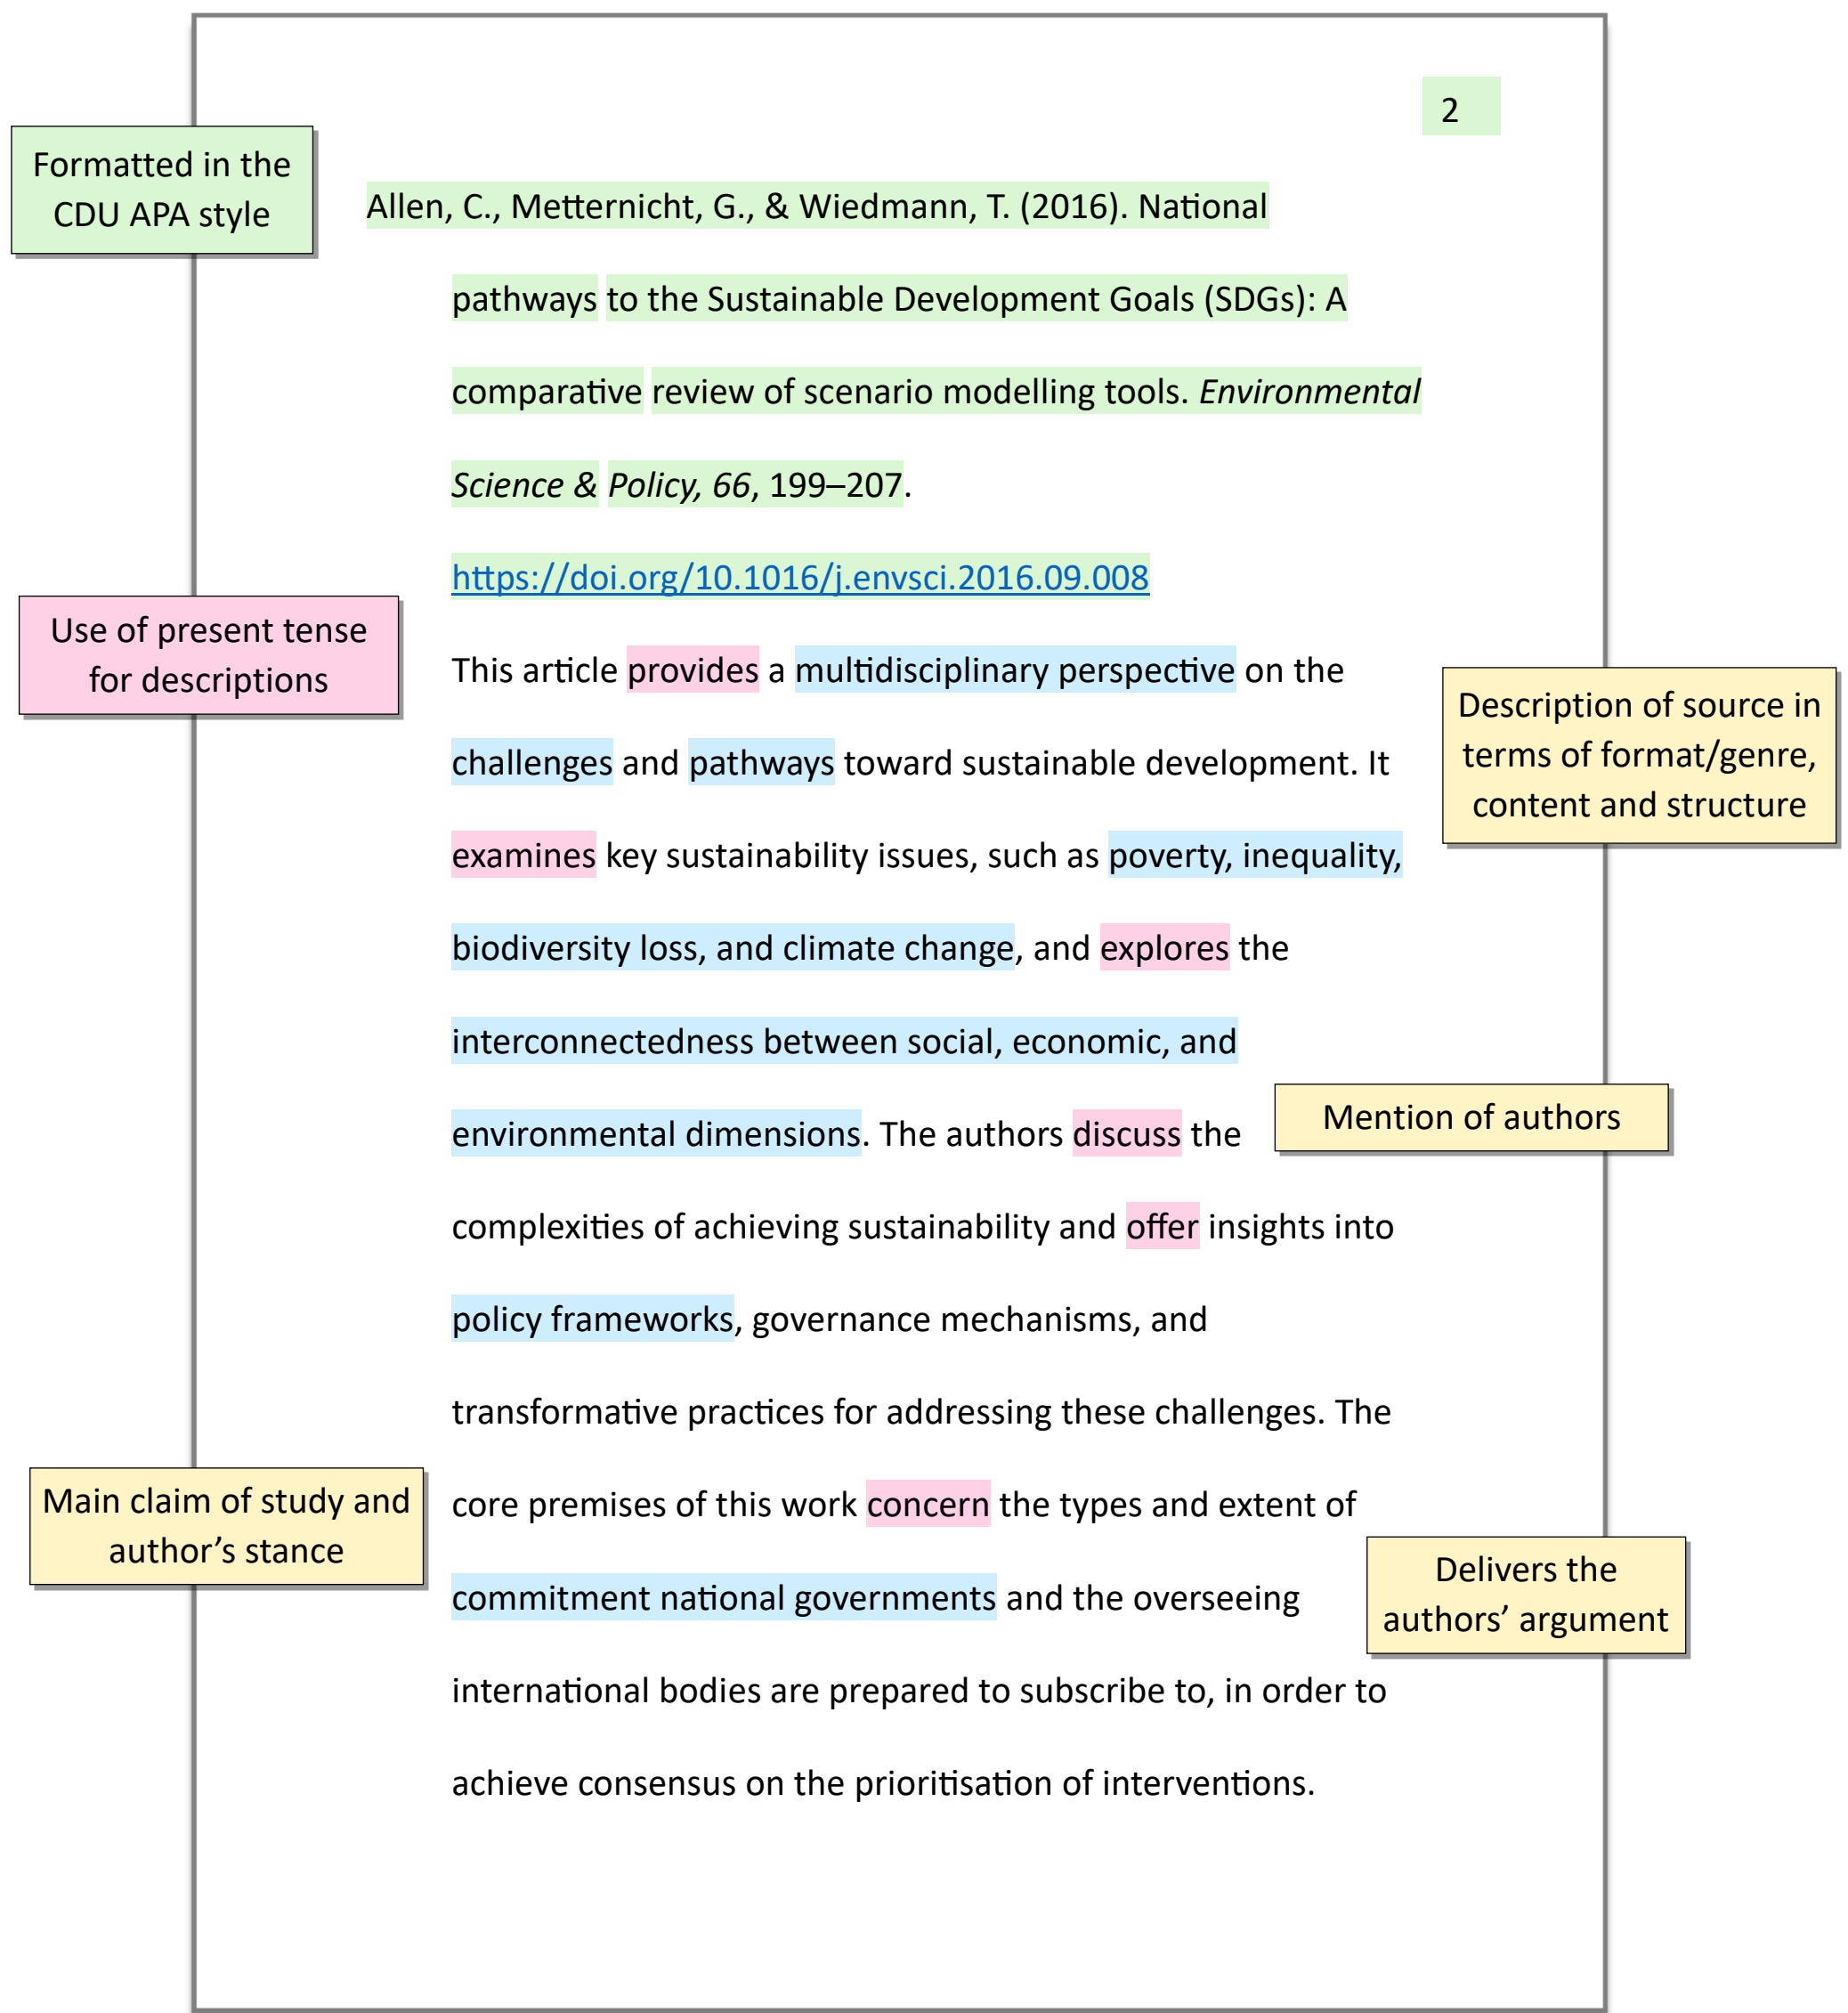 2
Formatted in the
CDU APA style
Allen, C., Metternicht, G., & Wiedmann, T. (2016). National
pathways to the Sustainable Development Goals (SDGs): A
comparative review of scenario modelling tools. Environmental
Science & Policy, 66, 199–207.
https://doi.org/10.1016/j.envsci.2016.09.008
Use of present tense
for descriptions
This article provides a multidisciplinary perspective on the
challenges and pathways toward sustainable development. It
examines key sustainability issues, such as poverty, inequality,
biodiversity loss, and climate change, and explores the
interconnectedness between social, economic, and
environmental dimensions. The authors discuss the
complexities of achieving sustainability and offer insights into
policy frameworks, governance mechanisms, and
transformative practices for addressing these challenges. The
core premises of this work concern the types and extent of
commitment national governments and the overseeing
international bodies are prepared to subscribe to, in order to
achieve consensus on the prioritisation of interventions.
Description of source in
terms of format/genre,
content and structure
Mention of authors
Main claim of study and
author’s stance
Delivers the
authors’ argument